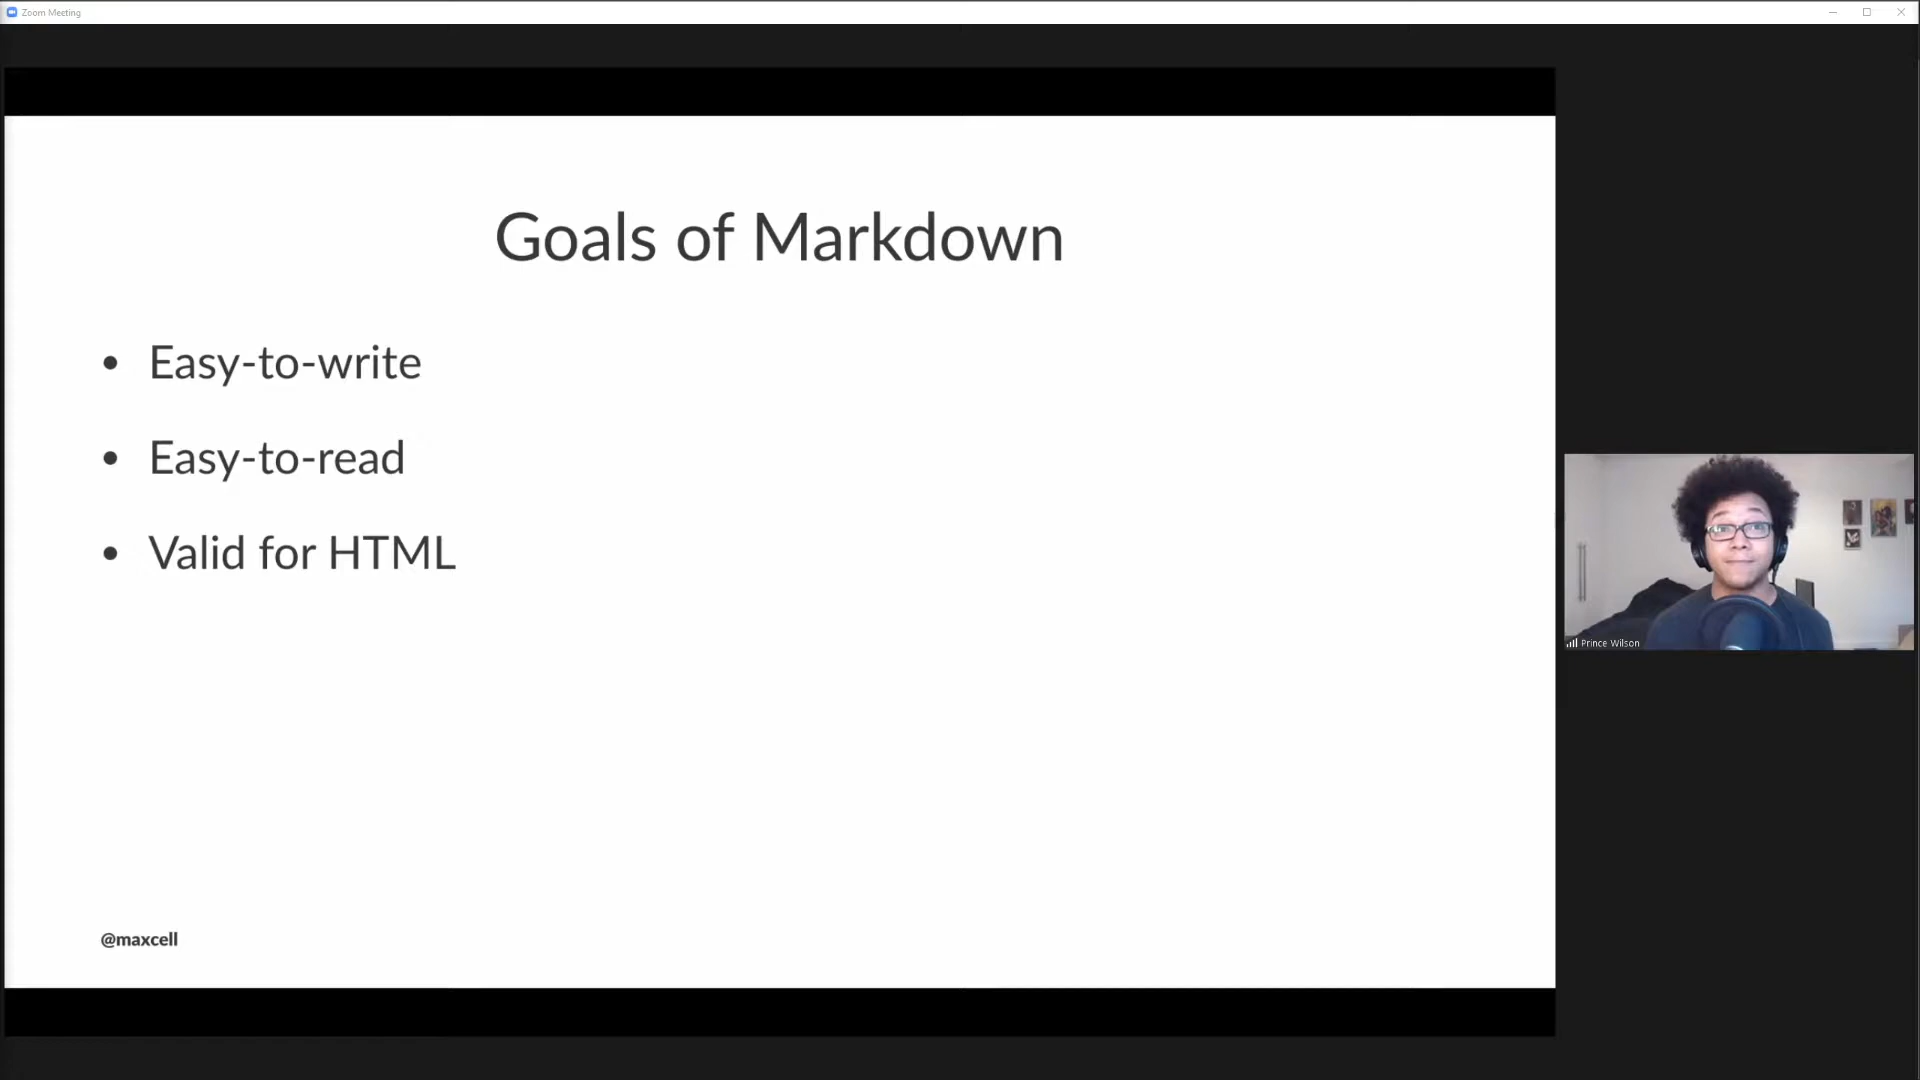 Zoom Meeting
Goals of Markdown
• Easy-to-write
• Easy-to-read
• Valid for HTML
@maxcell
Prince Wilson